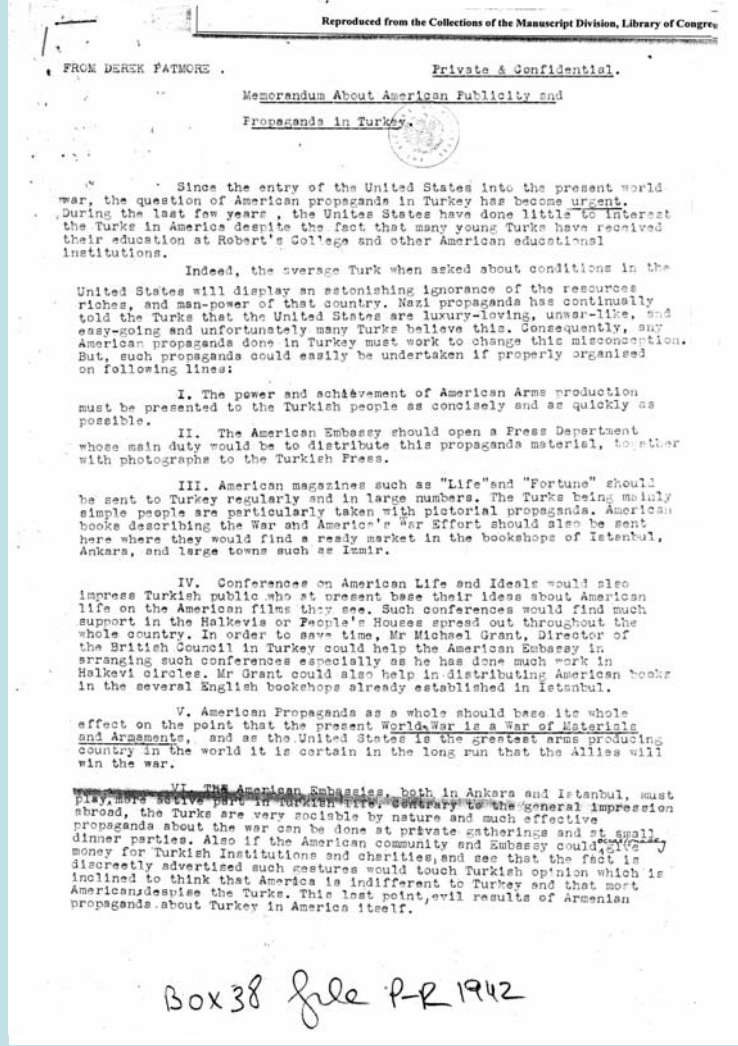 Reproduced from the Collections of the Manuscript Division, Library of Congre
FROM DEREK PATMORE .
Private & Confidential.
Memorandum About American Publicity and
Propaganda in Turkey.
Since the entry of the United States into the present world
war, the question of American propaganda in Turkey has become urgent.
During the last few years , the Unites States have done little to interest
the Turks in America despite the fact that many young Turks have received
their education at Robert's College and other American educational
institutions.
Indeed, the average Turk when asked about conditions in the
United States will display an astonishing ignorance of the resources
riches, and man-power of that country. Nazi propaganda has continually
told the Turks that the United States are luxury-loving, unwar-like, and
easy-going and unfortunately many Turks believe this. Consequently, any
American propaganda done in Turkey must work to change this misconception.
But, such propaganda could easily be undertaken if properly organised
on following lines:
I. The power and achiévement of American Arms production
must be presented to the Turkish people as concisely and as quickly as
possible.
II. The American Embassy should open a Press Department
whose main duty would be to distribute this propaganda material, together
with photographs to the Turkish Press.
III. American magazines such as "Life"and "Fortune" should
be sent to Turkey regularly and in large numbers. The Turks being mainly
simple people are particularly taken with pictorial propaganda. American
books describing the War and America's War Effort should also be sent
here where they would find a ready market in the bookshops of Istanbul,
Ankara, and large towns such as Izmir.
IV. Conferences on American Life and Ideals would also
impress Turkish public who at present base their ideas about American
life on the American films they see. Such conferences would find much
support in the Halkevis or People's Houses spread out throughout the
whole country. In order to save time, Mr Michael Grant, Director of
the British Council in Turkey could help the American Embassy in
arranging such conferences especially as he has done much work in
Halkevi circles. Mr Grant could also help in distributing American books
in the several English bookshops already established in Istanbul.
V. American Propaganda as a whole should base its whole
effect on the point that the present World War is a War of Materials
and Armaments, and as the United States is the greatest arms producing
country in the world it is certain in the long run that the Allies will
win the war.
VI. The American Embassies, both in Ankara and Istanbul, must
play more active part in Turkish life. Contrary to the general impression
abroad, the Turks are very sociable by nature and much effective
propaganda about the war can be done at private gatherings and at small
dinner parties. Also if the American community and Embassy could give
money for Turkish Institutions and charities,and see that the fact is
discreetly advertised such gestures would touch Turkish opinion which is
inclined to think that America is indifferent to Turkey and that most
Americans despise the Turks. This last point,evil results of Armenian
propaganda about Turkey in America itself.
Box 38 file P-R 1942